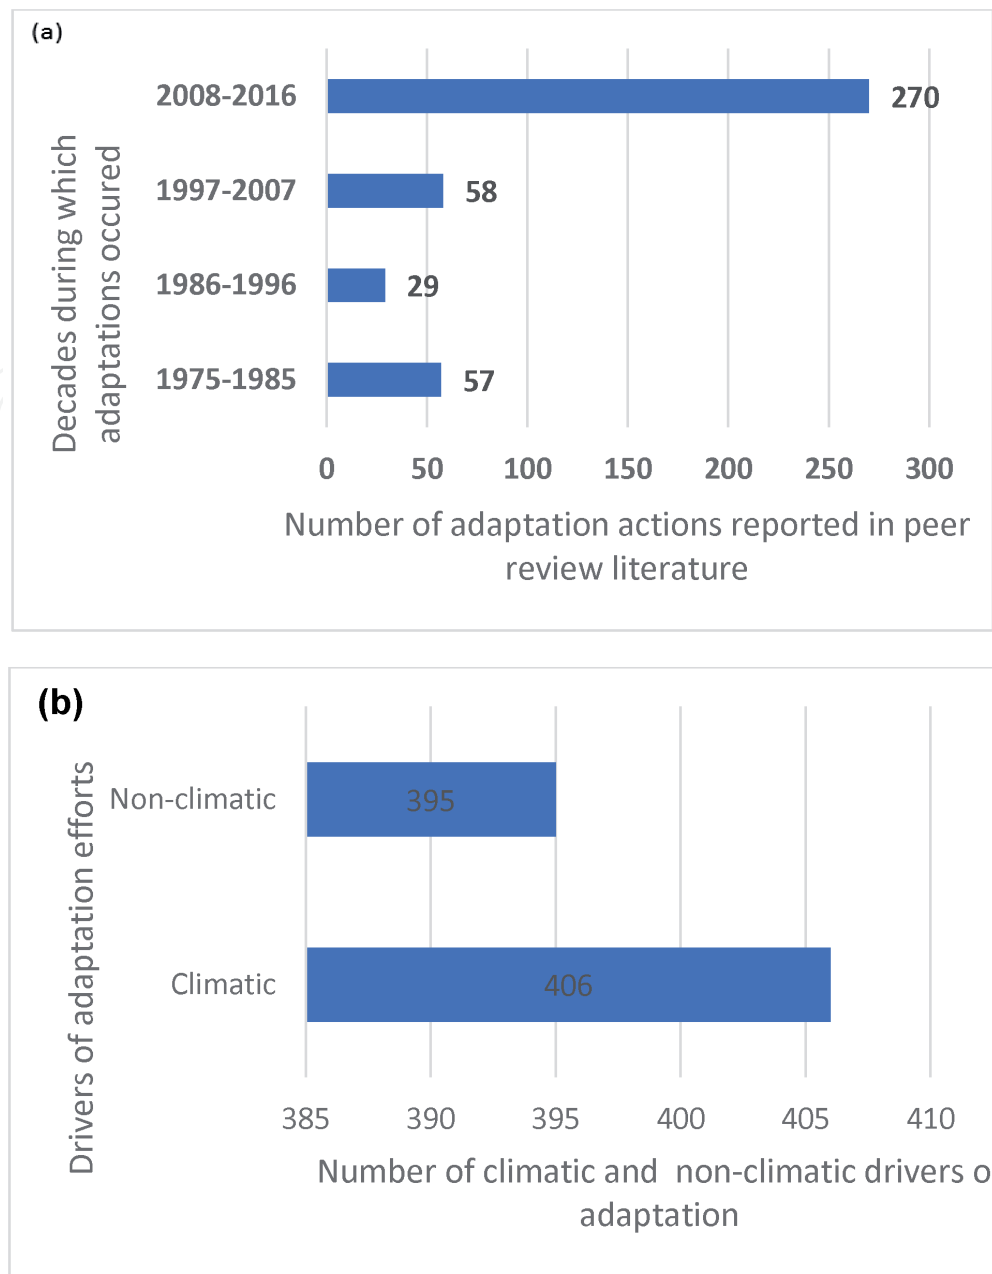 (a)
Decades during which
adaptations occured
2008-2016
270
1997-2007
58
1986-1996
29
1975-1985
57
0 50 100 150 200 250 300
Number of adaptation actions reported in peer
review literature
(b)
Drivers of adaptation efforts
Non-climatic
395
Climatic
406
385 390 395 400 405 410
Number of climatic and non-climatic drivers o
adaptation